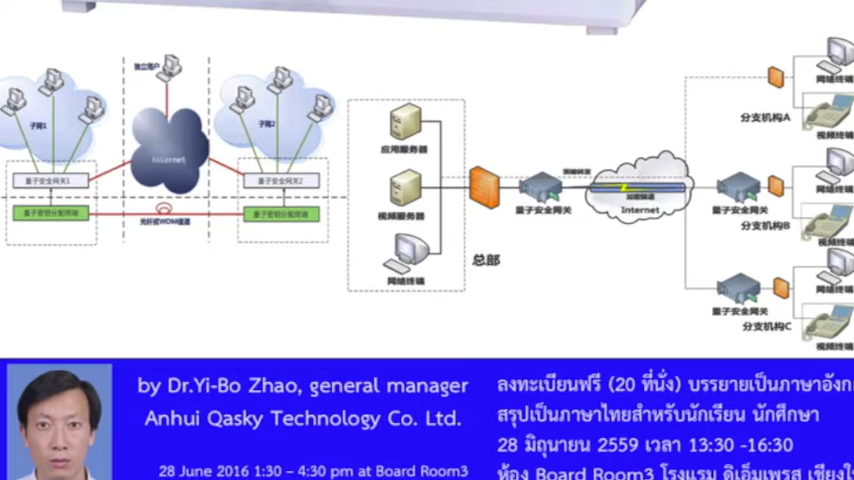 独立用户
子网1
Internet
子网2
量子安全网关1
量子安全网关2
量子密钥分配终端
量子密钥分配终端
光纤或WDM信道
应用服务器
视频服务器
网络终端
总部
量子安全网关
Internet
网络终端
分支机构A
视频终端
网络终端
量子安全网关
分支机构B
视频终端
网络终端
量子安全网关
分支机构C
视频终端
by Dr.Yi-Bo Zhao, general manager
Anhui Qasky Technology Co. Ltd.
28 June 2016 1:30 – 4:30 pm at Board Room3
ลงทะเบียนฟรี (20 ที่นั่ง) บรรยายเป็นภาษาอังก
สรุปเป็นภาษาไทยสำหรับนักเรียน นักศึกษา
28 มิถุนายน 2559 เวลา 13:30 -16:30
ห้อง Board Room3 โรงแรม ดิเอ็มเพรส เชียงให